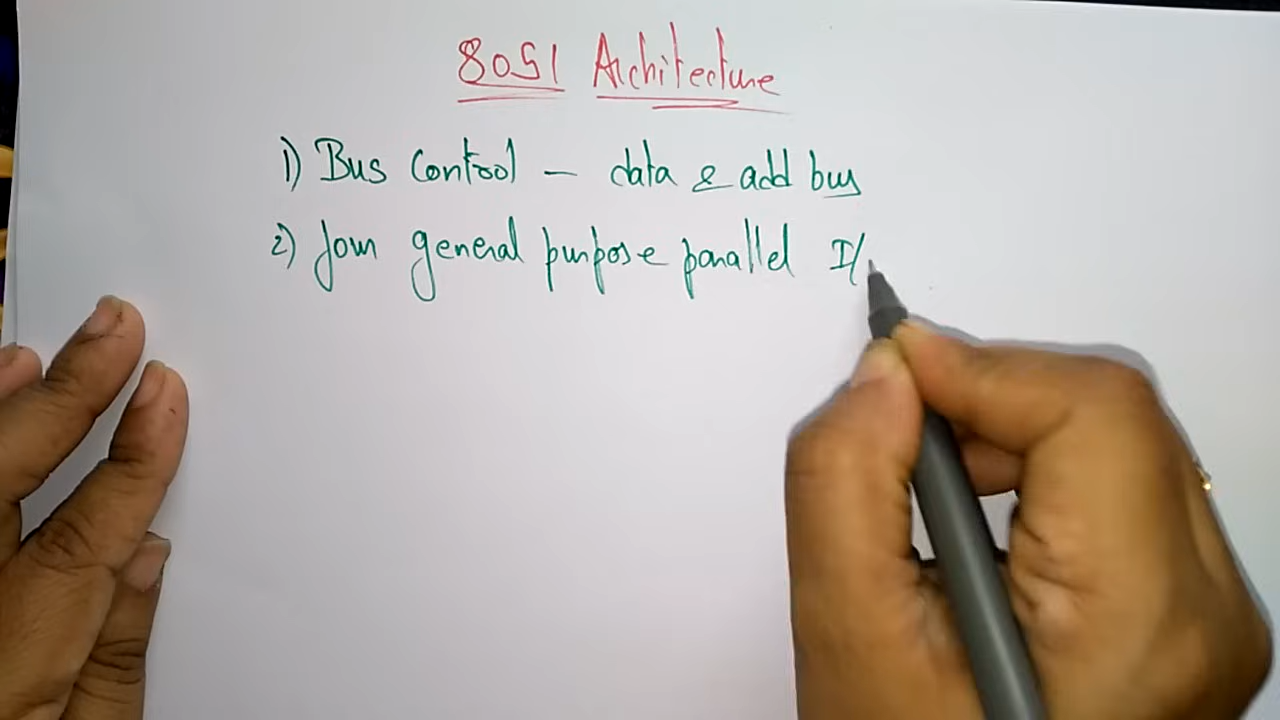 8051 Architecture
1) Bus Control - data & add bus
2) four general purpose parallel I/